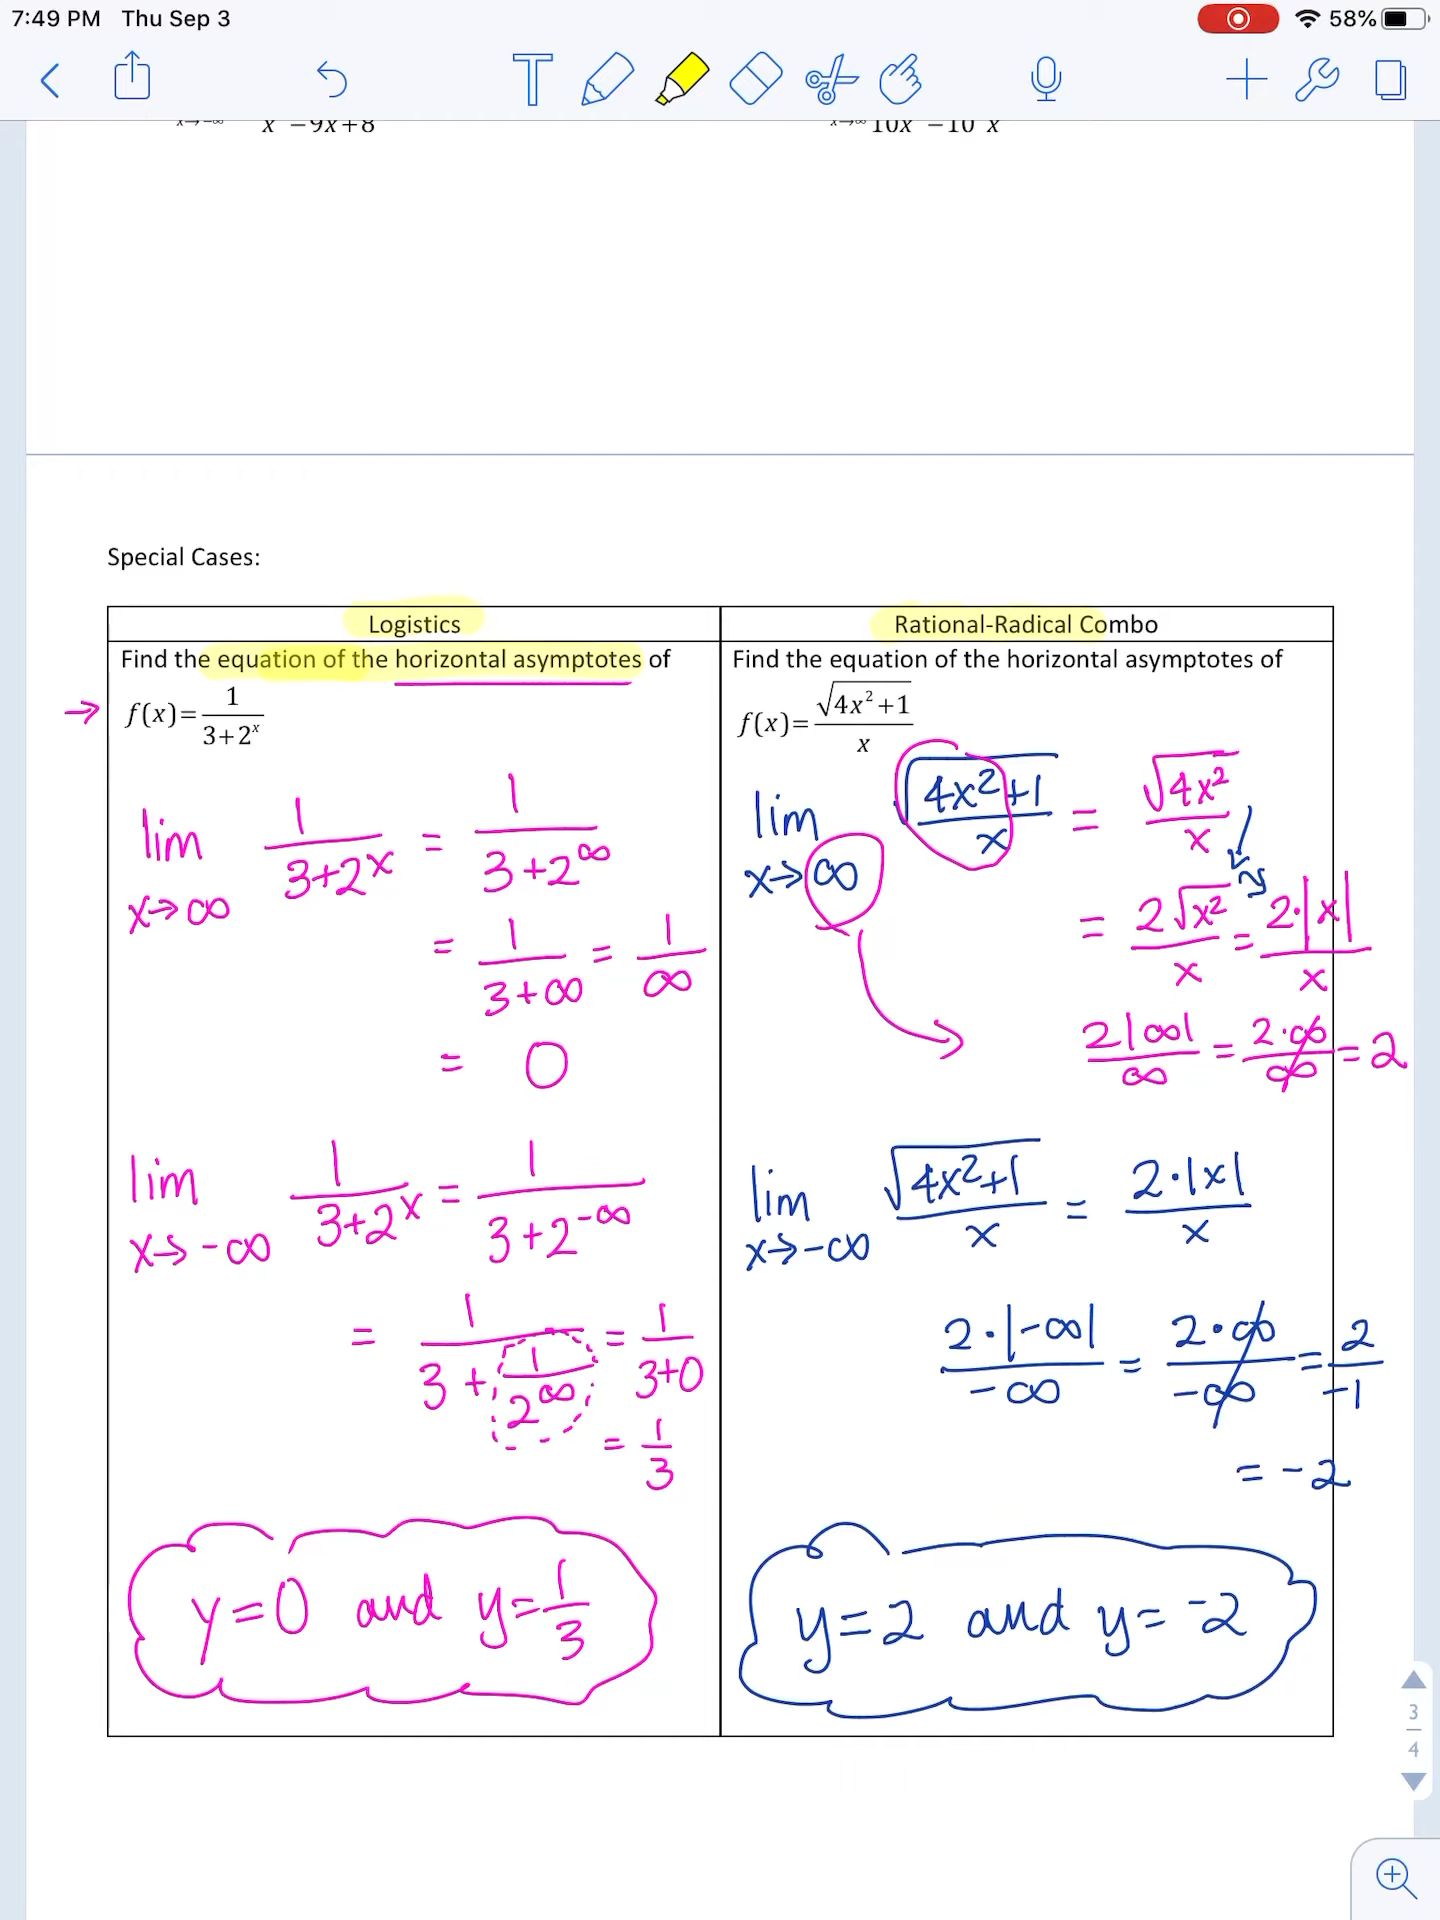 7:49 PM Thu Sep 3
58%
T
x→-∞ x -9x+8
x→∞ 10x -10 x
Special Cases:
Logistics
Find the equation of the horizontal asymptotes of
→ f(x)= 1/(3+2^x)
lim x→∞ 1/(3+2^x) = 1/(3+2^∞)
= 1/(3+∞) = 1/∞
= 0
lim x→-∞ 1/(3+2^x) = 1/(3+2^-∞)
= 1/(3+1/2^∞) = 1/(3+0)
= 1/3
y=0 and y=1/3
Rational-Radical Combo
Find the equation of the horizontal asymptotes of
f(x)= √(4x²+1)/x
lim x→∞ √(4x²+1)/x = √(4x²)/x
= 2√(x²)/x = 2·|x|/x
2|∞|/∞ = 2·∞/∞ = 2
lim x→-∞ √(4x²+1)/x = 2·|x|/x
2·|-∞|/-∞ = 2·∞/-∞ = 2/-1
= -2
y=2 and y=-2
3
4